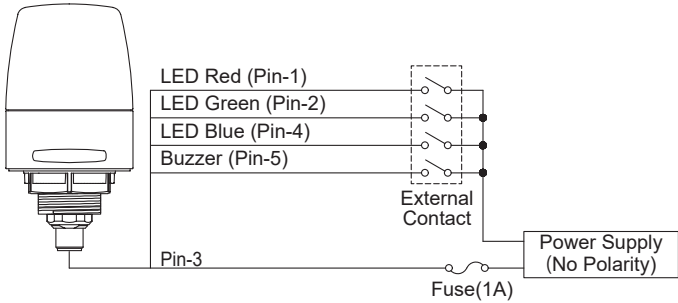 LED Red (Pin-1)
LED Green (Pin-2)
LED Blue (Pin-4)
Buzzer (Pin-5)
External
Contact
Power Supply
(No Polarity)
Pin-3
Fuse(1A)